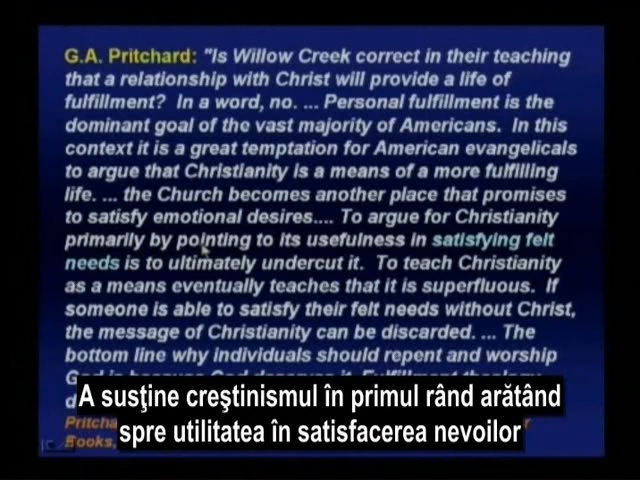 G.A. Pritchard: "Is Willow Creek correct in their teaching
that a relationship with Christ will provide a life of
fulfillment? In a word, no. ... Personal fulfillment is the
dominant goal of the vast majority of Americans. In this
context it is a great temptation for American evangelicals
to argue that Christianity is a means of a more fulfilling
life. ... the Church becomes another place that promises
to satisfy emotional desires.... To argue for Christianity
primarily by pointing to its usefulness in satisfying felt
needs is to ultimately undercut it. To teach Christianity
as a means eventually teaches that it is superfluous. If
someone is able to satisfy their felt needs without Christ,
the message of Christianity can be discarded. ... The
bottom line why individuals should repent and worship
A susţine creştinismul în primul rând arătând
spre utilitatea în satisfacerea nevoilor
Books,